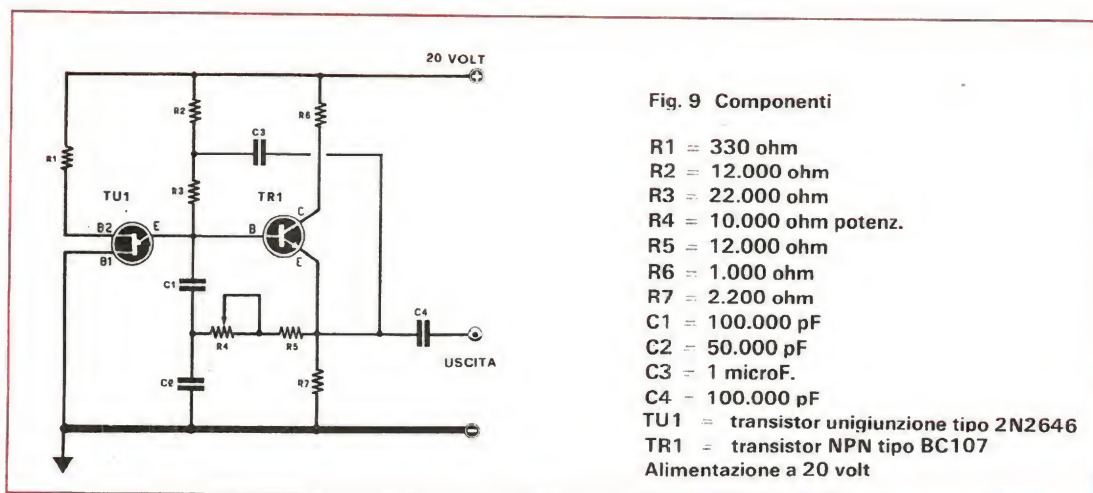 20 VOLT
R1
R2
C3
R6
R3
TU1
TR1
B2
E
B1
B
C
E
C1
R4
R5
C4
USCITA
C2
R7
Fig. 9 Componenti
R1 = 330 ohm
R2 = 12.000 ohm
R3 = 22.000 ohm
R4 = 10.000 ohm potenz.
R5 = 12.000 ohm
R6 = 1.000 ohm
R7 = 2.200 ohm
C1 = 100.000 pF
C2 = 50.000 pF
C3 = 1 microF.
C4 = 100.000 pF
TU1 = transistor unigiunzione tipo 2N2646
TR1 = transistor NPN tipo BC107
Alimentazione a 20 volt